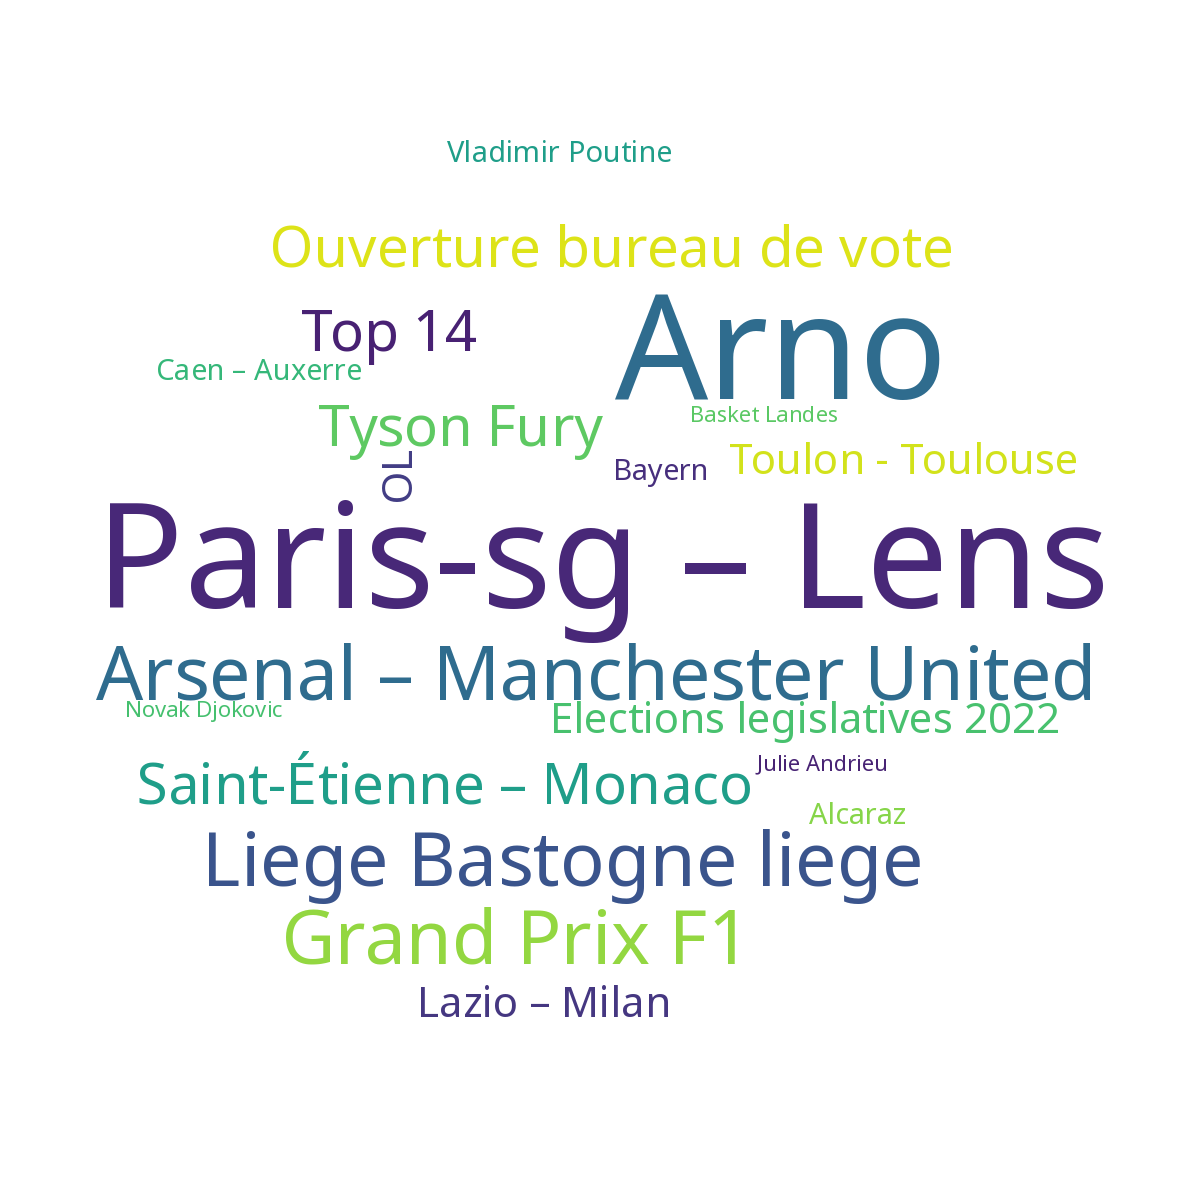 Vladimir Poutine
Ouverture bureau de vote
Arno
Top 14
Caen – Auxerre
Tyson Fury
Basket Landes
Toulon - Toulouse
Bayern
OL
Paris-sg – Lens
Arsenal – Manchester United
Novak Djokovic
Elections legislatives 2022
Julie Andrieu
Saint-Étienne – Monaco
Alcaraz
Liege Bastogne liege
Grand Prix F1
Lazio – Milan